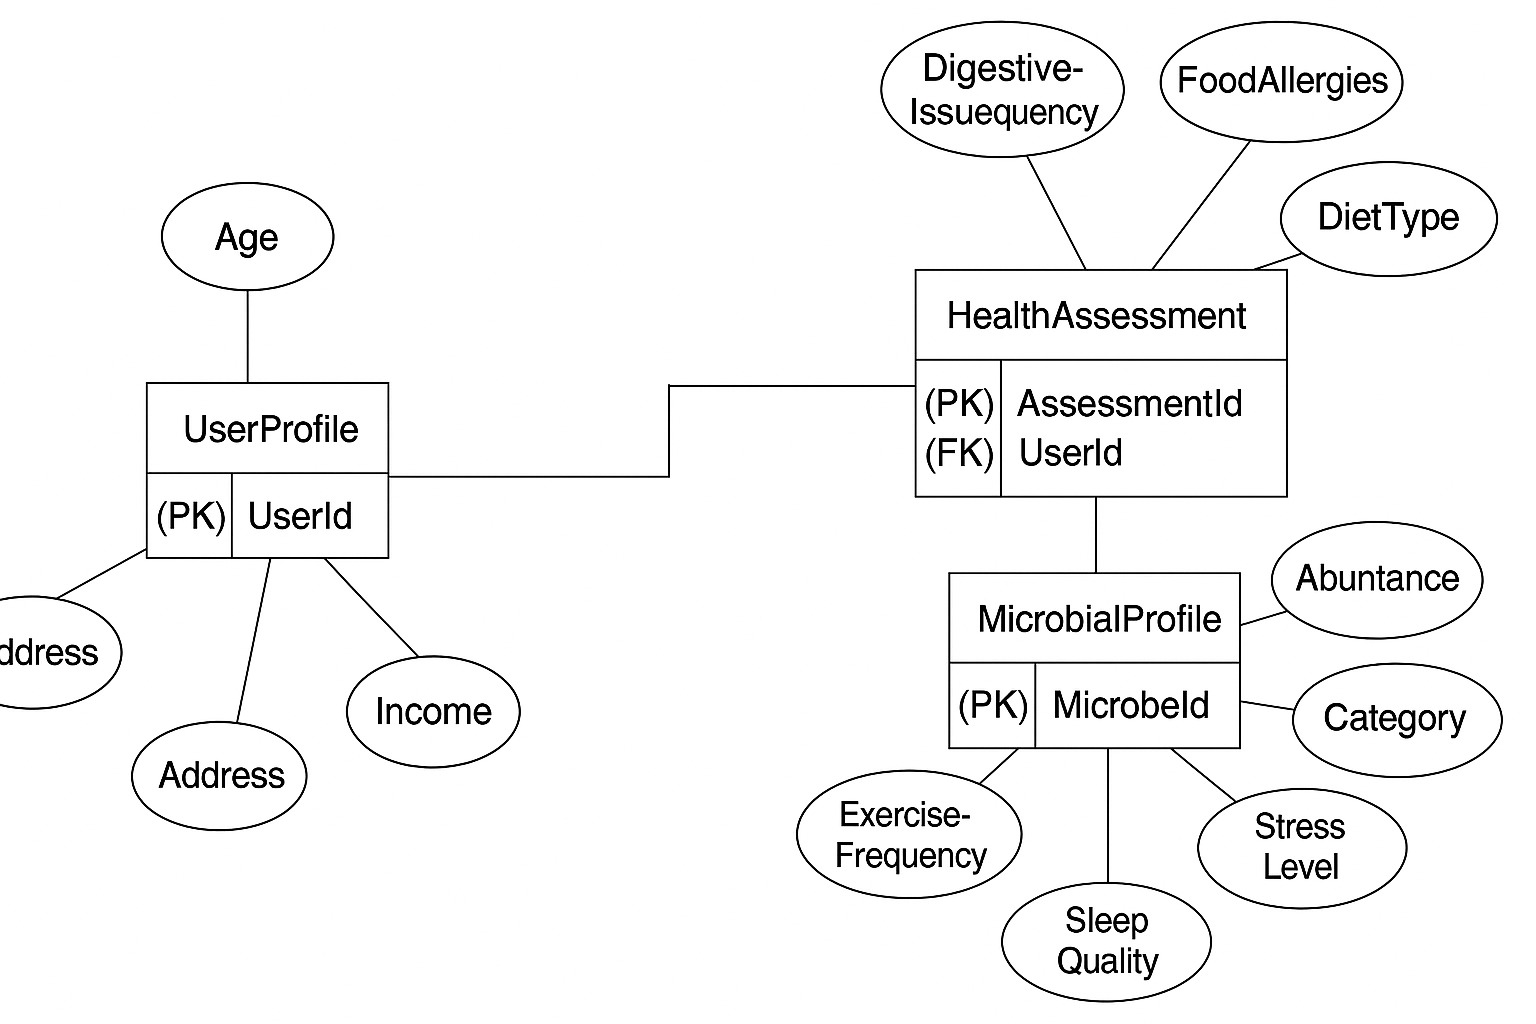 Digestive-
Issuequency
FoodAllergies
DietType
Age
HealthAssessment
(PK) AssessmentId
(FK) UserId
UserProfile
(PK) UserId
Abuntance
MicrobialProfile
(PK) MicrobeId
Category
ddress
Address
Income
Exercise-
Frequency
Stress
Level
Sleep
Quality